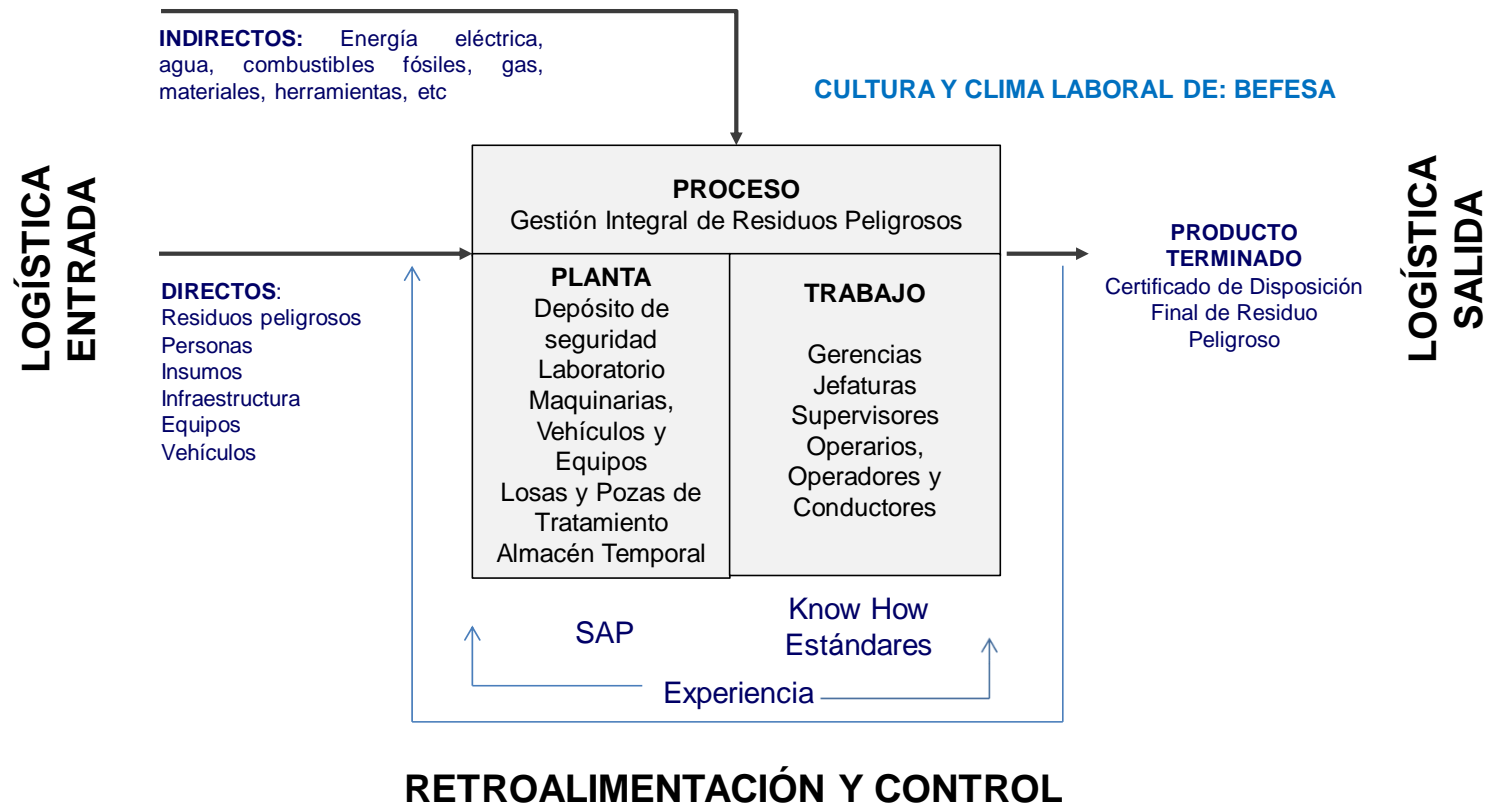 INDIRECTOS: Energía eléctrica,
agua, combustibles fósiles, gas,
materiales, herramientas, etc
CULTURA Y CLIMA LABORAL DE: BEFESA
LOGÍSTICA
ENTRADA
PROCESO
Gestión Integral de Residuos Peligrosos
DIRECTOS:
Residuos peligrosos
Personas
Insumos
Infraestructura
Equipos
Vehículos
PLANTA
Depósito de
seguridad
Laboratorio
Maquinarias,
Vehículos y
Equipos
Losas y Pozas de
Tratamiento
Almacén Temporal
TRABAJO
Gerencias
Jefaturas
Supervisores
Operarios,
Operadores y
Conductores
PRODUCTO
TERMINADO
Certificado de Disposición
Final de Residuo
Peligroso
LOGÍSTICA
SALIDA
SAP
Know How
Estándares
Experiencia
RETROALIMENTACIÓN Y CONTROL